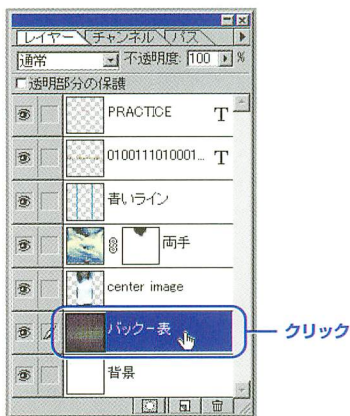 レイヤー チャンネル パス
通常 不透明度: 100 %
透明部分の保護
PRACTICE T
0100111010001... T
青いライン
両手
center image
バックー表
クリック
背景